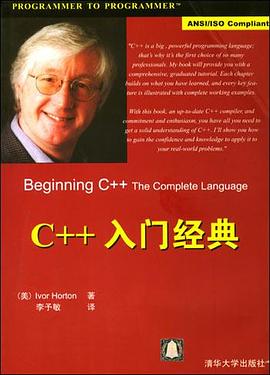 PROGRAMMER TO PROGRAMMER™
ANSI/ISO Compliant
"C++ is a big, powerful programming language;
that's why it's the first choice of so many
professionals. My book will provide you with a
comprehensive, graduated tutorial. Each chapter
builds on what you have learned, and every key fea-
ture is illustrated with complete working examples.
With this book, an up-to-date C++ compiler, and
commitment and enthusiasm, you have all you need to
get a solid understanding of C++. I'll show you how
to gain the confidence and knowledge to apply it to
your real-world problems."
Beginning C++ The Complete Language
C++ 入门经典
(美) Ivor Horton 著
李予敏 译
清华大学出版社